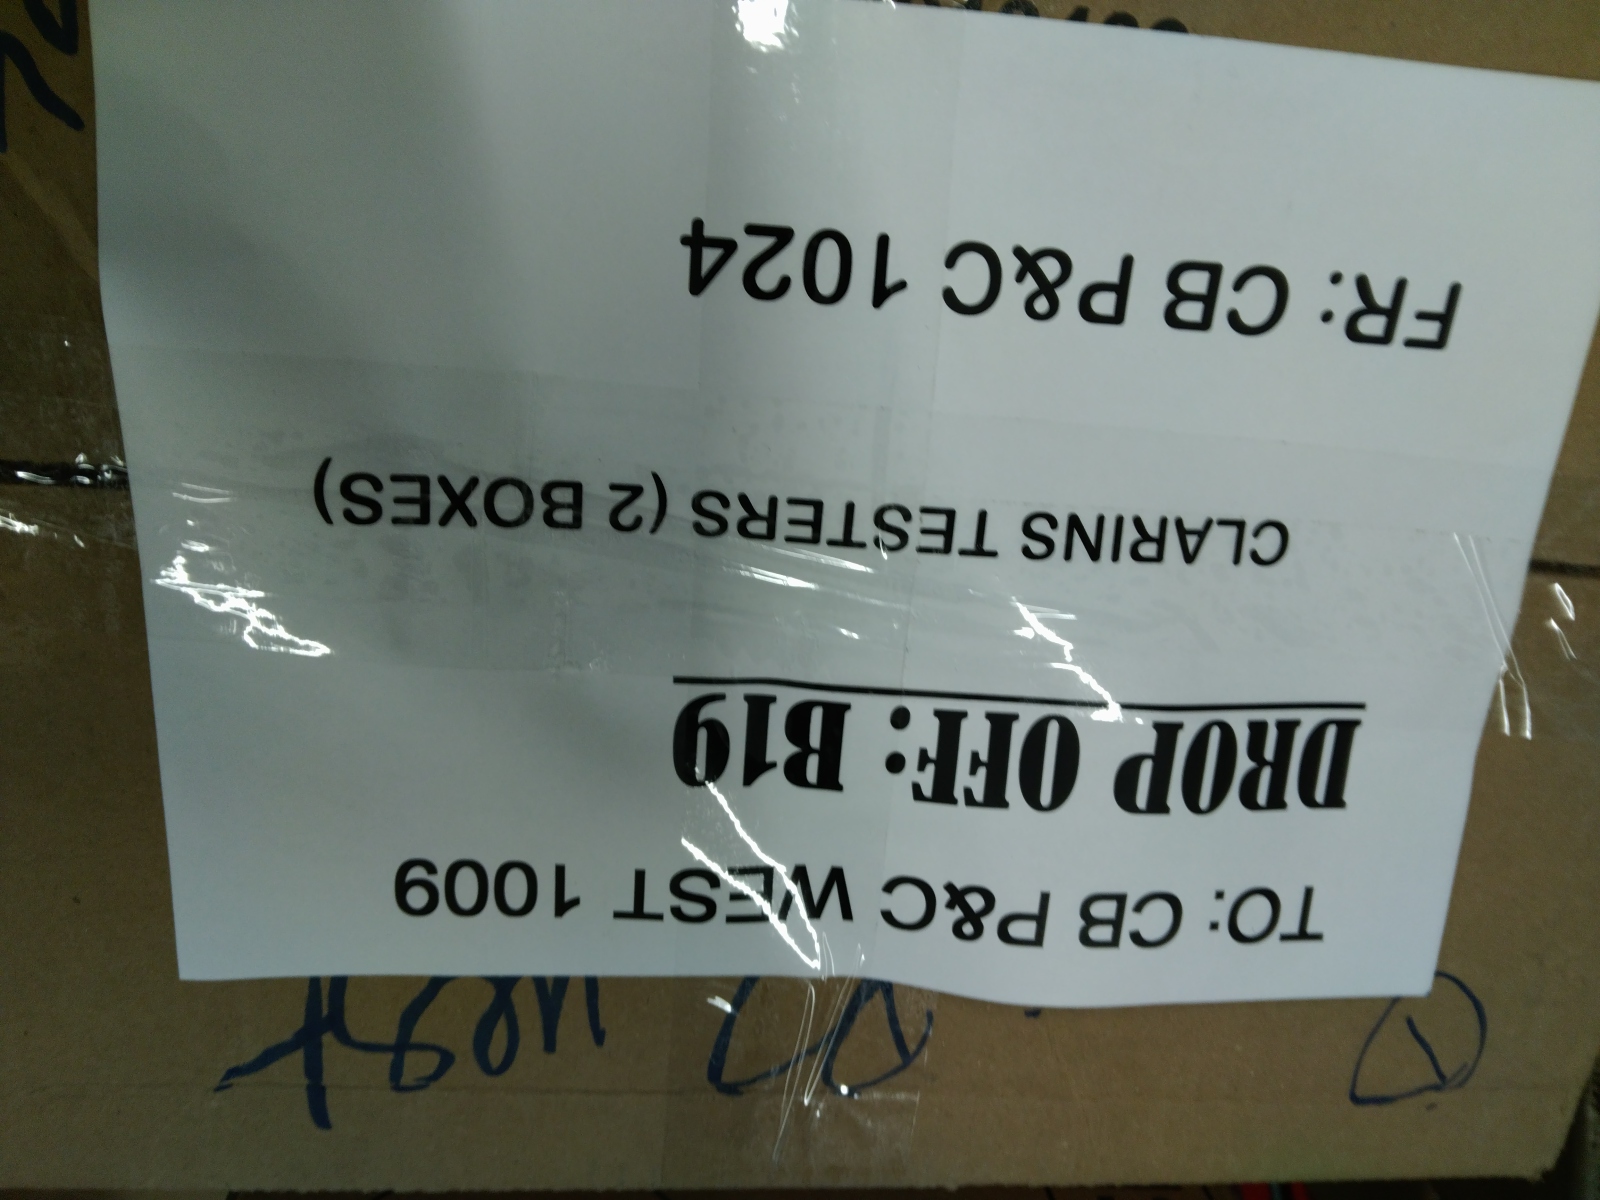 TO: CB P&C WEST 1009
DROP OFF: B19
CLARINS TESTERS (2 BOXES)
FR: CB P&C 1024